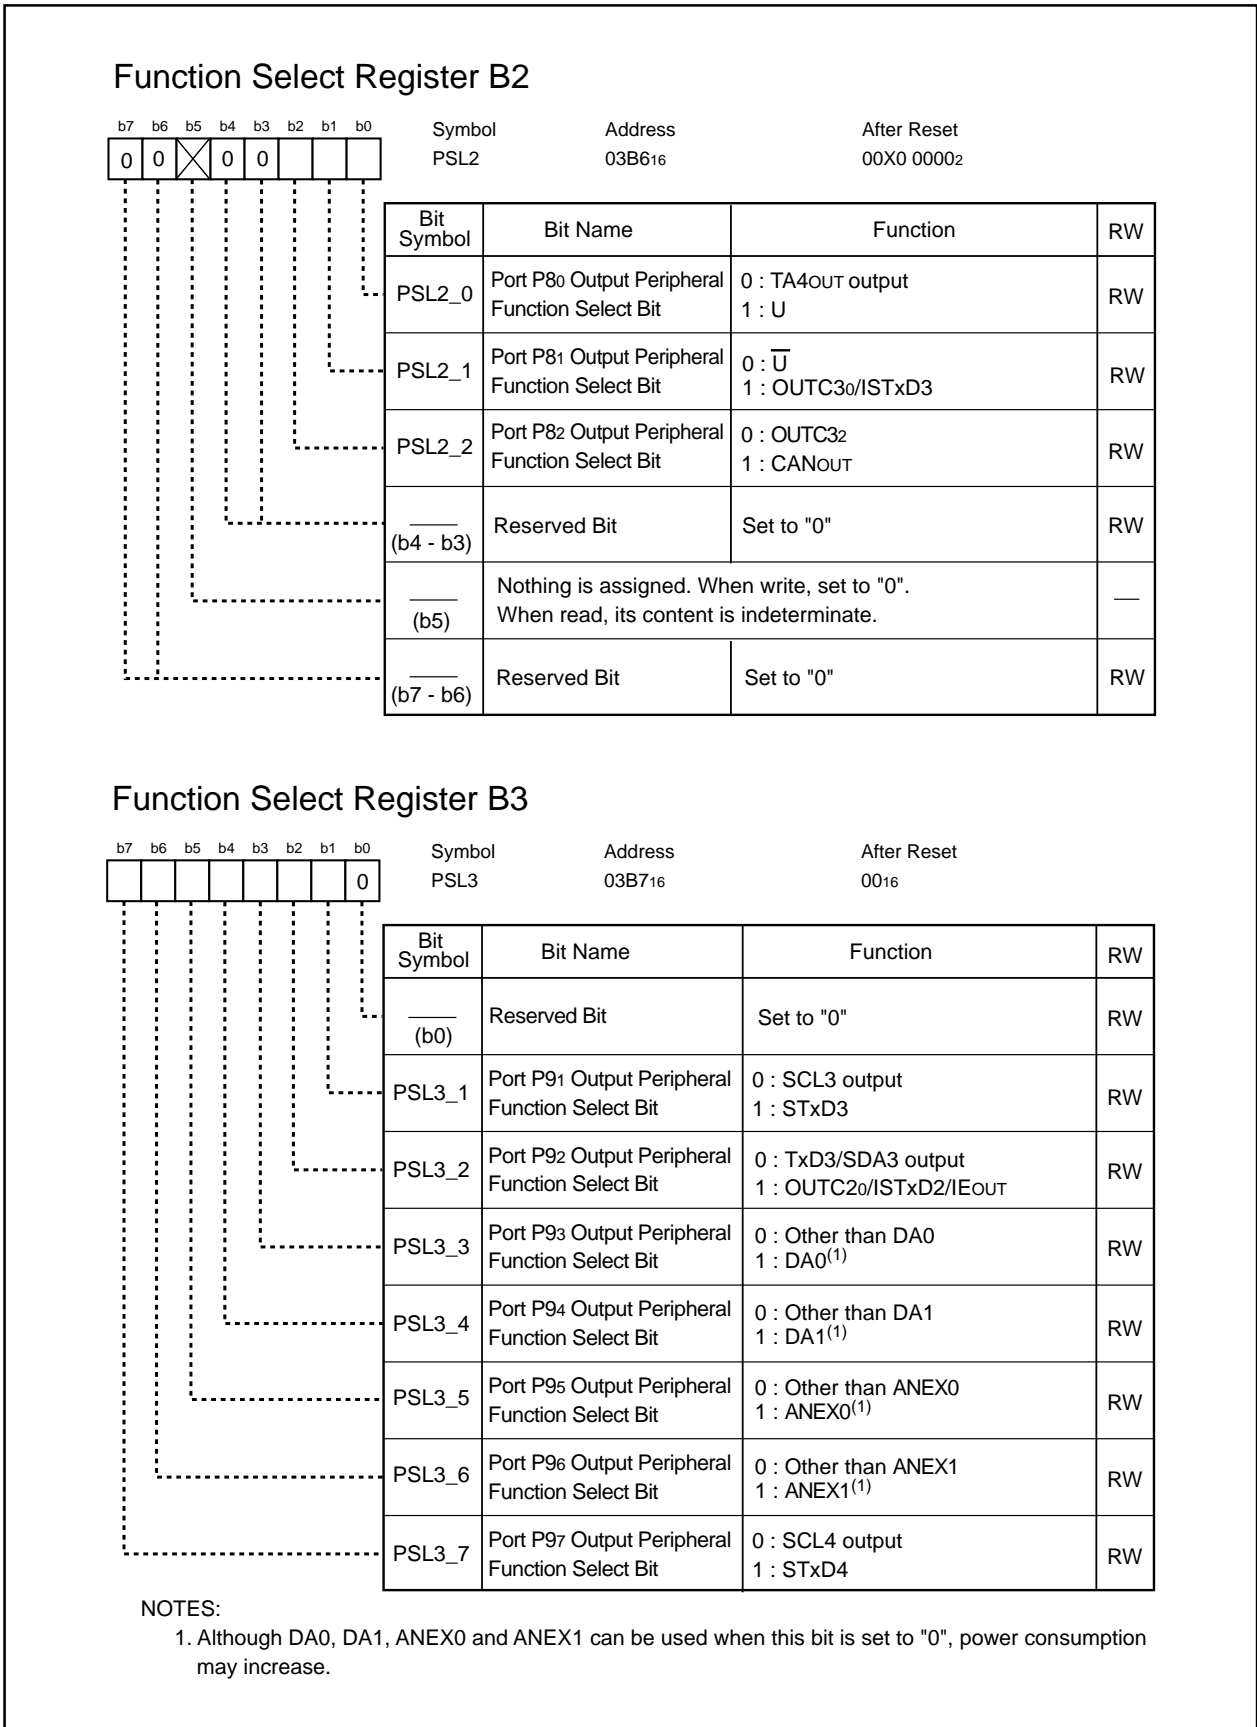 Function Select Register B2
b7 b6 b5 b4 b3 b2 b1 b0
Symbol Address After Reset
0 0 0 0
PSL2 03B616 00X0 00002
Bit Symbol Bit Name Function RW
PSL2_0 Port P80 Output Peripheral Function Select Bit 0 : TA4OUT output RW
1 : U
PSL2_1 Port P81 Output Peripheral Function Select Bit 0 : U̅ RW
1 : OUTC30/ISTxD3
PSL2_2 Port P82 Output Peripheral Function Select Bit 0 : OUTC32 RW
1 : CANOUT
(b4 - b3) Reserved Bit Set to "0" RW
(b5) Nothing is assigned. When write, set to "0".
When read, its content is indeterminate.
(b7 - b6) Reserved Bit Set to "0" RW
Function Select Register B3
b7 b6 b5 b4 b3 b2 b1 b0
Symbol Address After Reset
0
PSL3 03B716 0016
Bit Symbol Bit Name Function RW
(b0) Reserved Bit Set to "0" RW
PSL3_1 Port P91 Output Peripheral Function Select Bit 0 : SCL3 output RW
1 : STxD3
PSL3_2 Port P92 Output Peripheral Function Select Bit 0 : TxD3/SDA3 output RW
1 : OUTC20/ISTxD2/IEOUT
PSL3_3 Port P93 Output Peripheral Function Select Bit 0 : Other than DA0 RW
1 : DA0(1)
PSL3_4 Port P94 Output Peripheral Function Select Bit 0 : Other than DA1 RW
1 : DA1(1)
PSL3_5 Port P95 Output Peripheral Function Select Bit 0 : Other than ANEX0 RW
1 : ANEX0(1)
PSL3_6 Port P96 Output Peripheral Function Select Bit 0 : Other than ANEX1 RW
1 : ANEX1(1)
PSL3_7 Port P97 Output Peripheral Function Select Bit 0 : SCL4 output RW
1 : STxD4
NOTES:
1. Although DA0, DA1, ANEX0 and ANEX1 can be used when this bit is set to "0", power consumption
may increase.